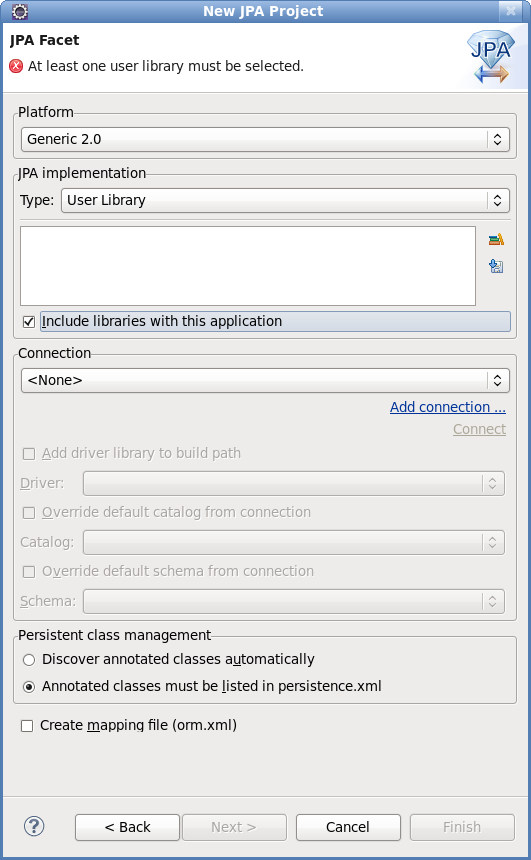 New JPA Project
JPA Facet
At least one user library must be selected.
JPA
Platform
Generic 2.0
JPA implementation
Type: User Library
Include libraries with this application
Connection
<None>
Add connection ...
Connect
Add driver library to build path
Driver:
Override default catalog from connection
Catalog:
Override default schema from connection
Schema:
Persistent class management
Discover annotated classes automatically
Annotated classes must be listed in persistence.xml
Create mapping file (orm.xml)
? < Back Next > Cancel Finish